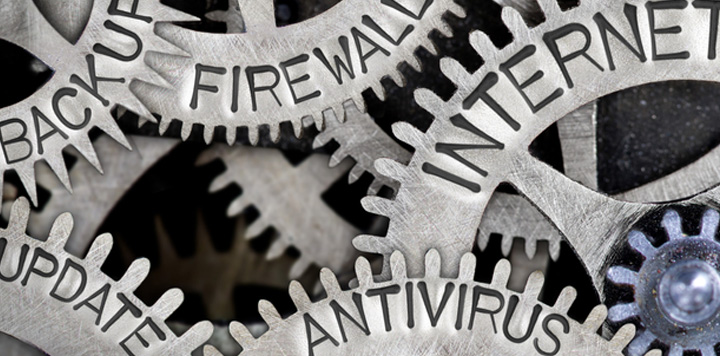 BACKUP
FIREWALL
INTERNET
UPDATE
ANTIVIRUS